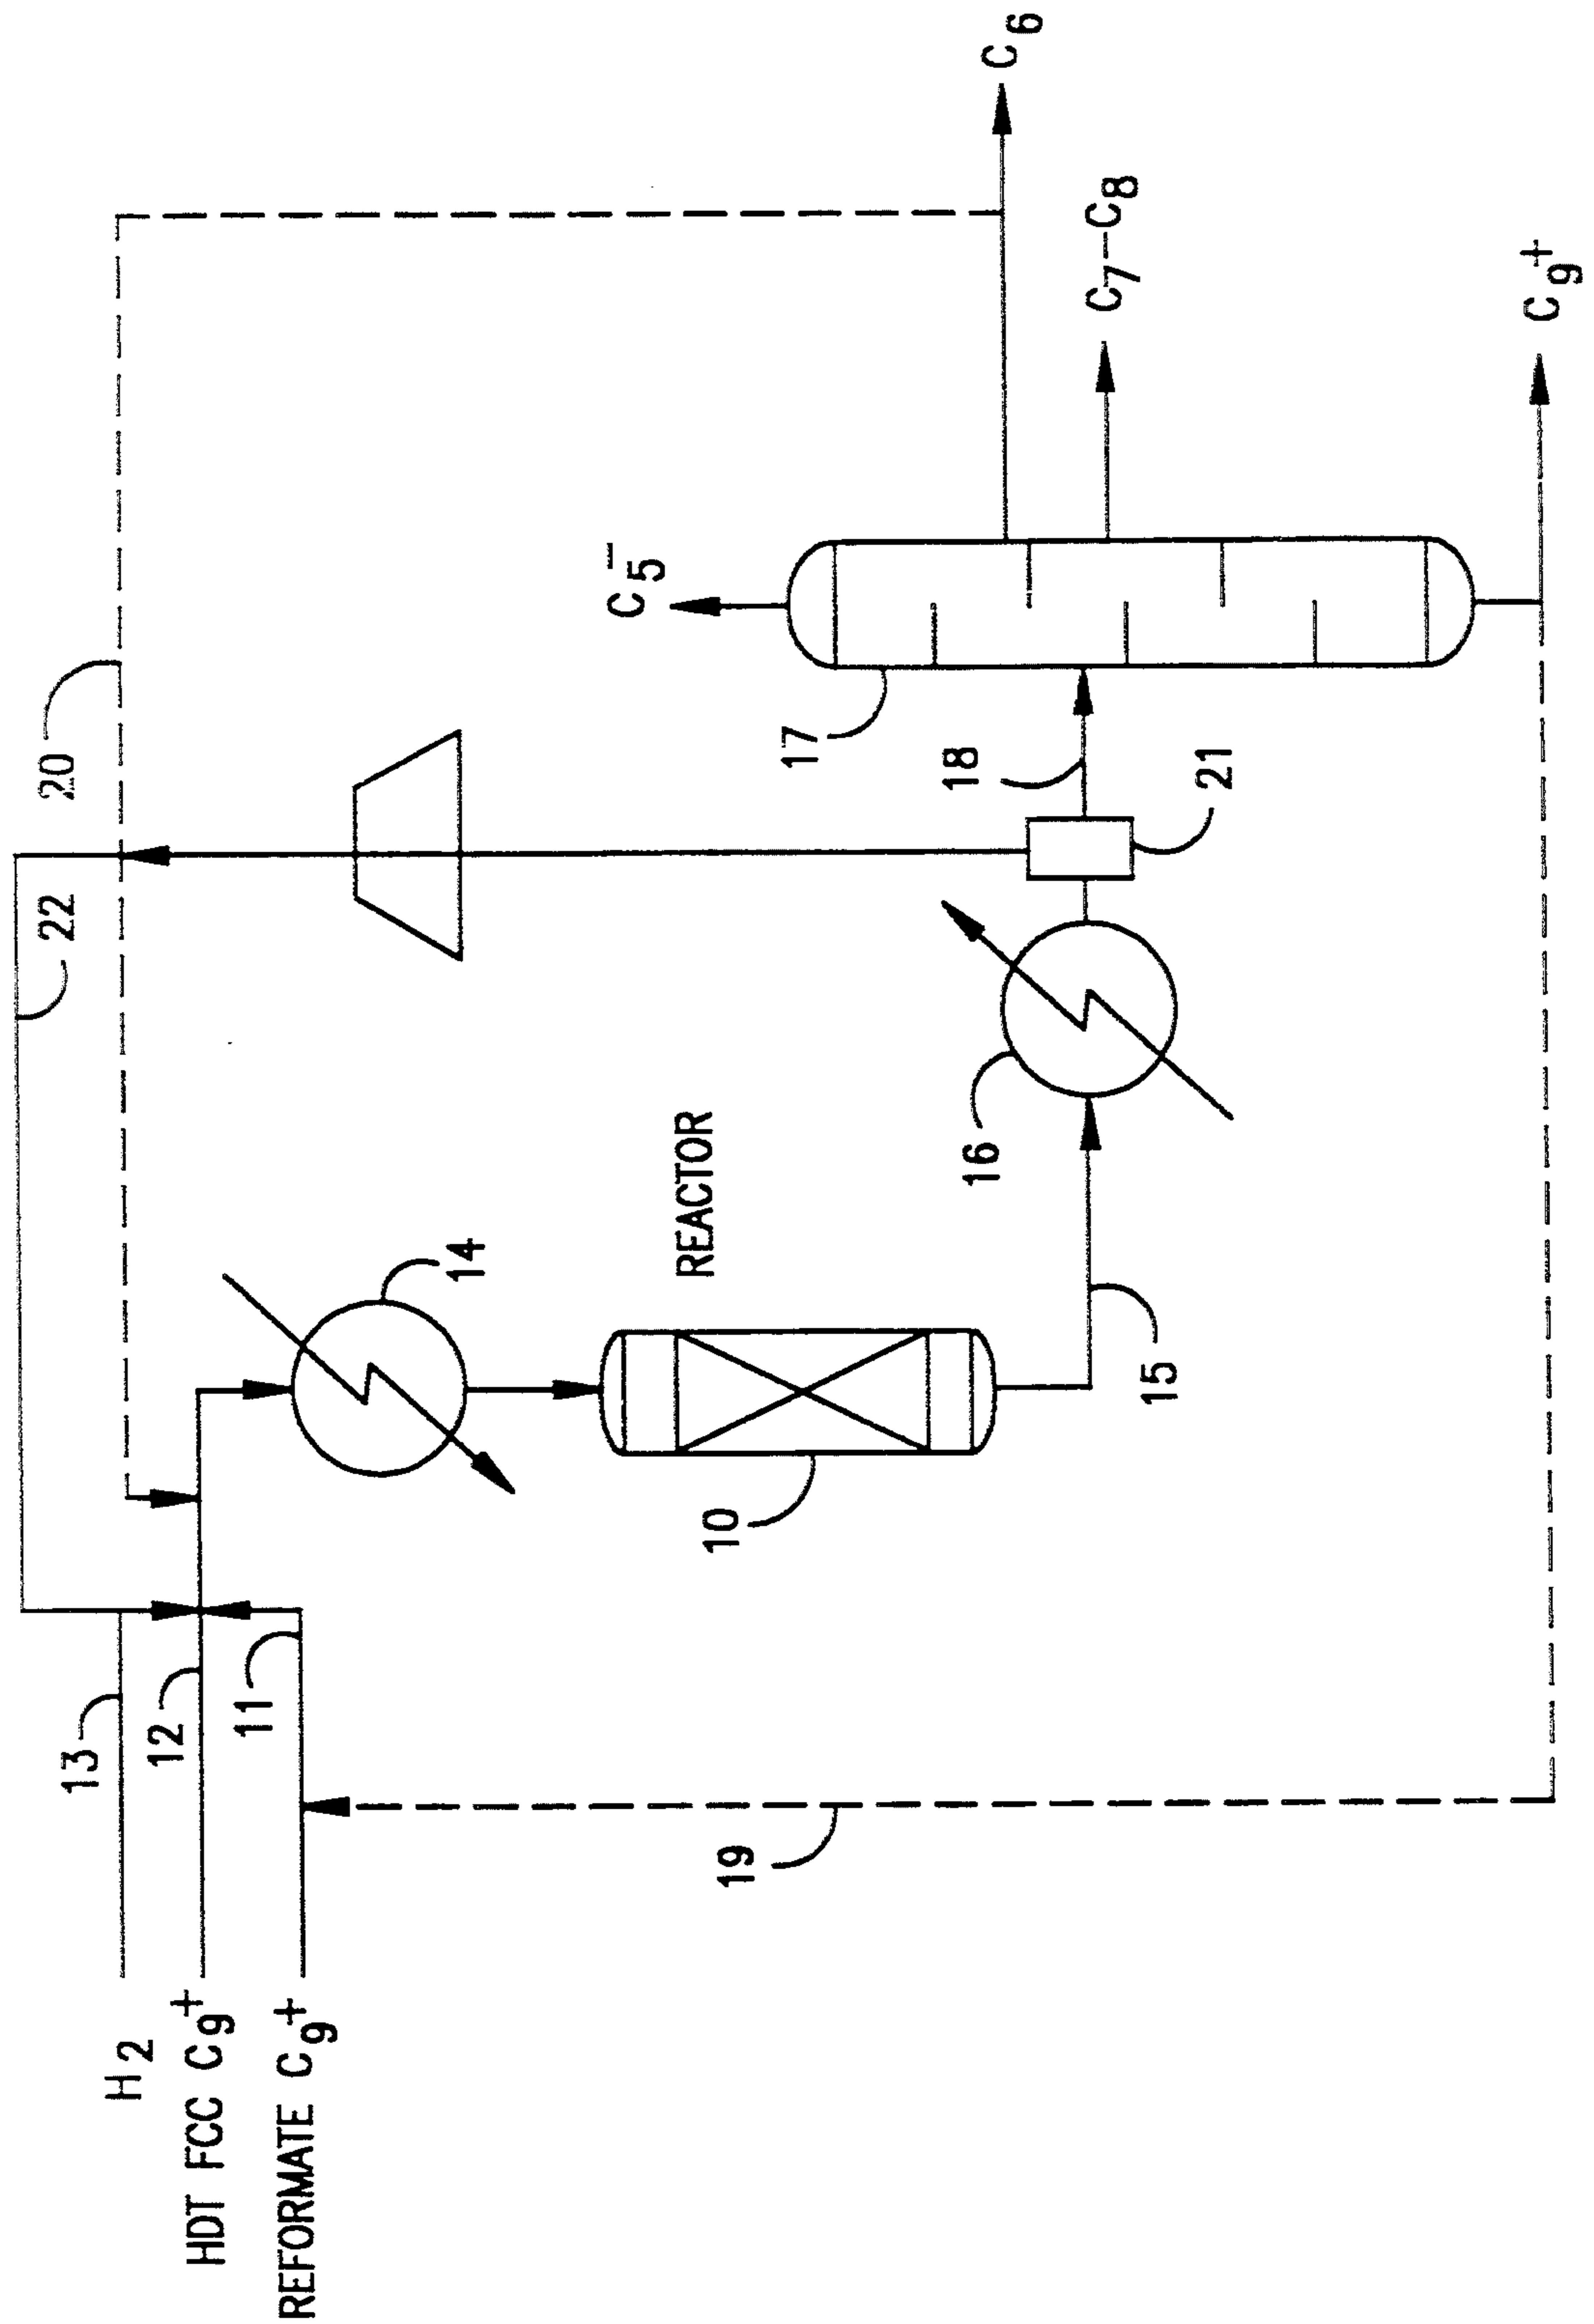 H2
HDT FCC C9+
REFORMATE C9+
13
12
11
22
20
14
REACTOR
10
15
16
19
21
18
17
C5-
C6
C7-C8
C9+